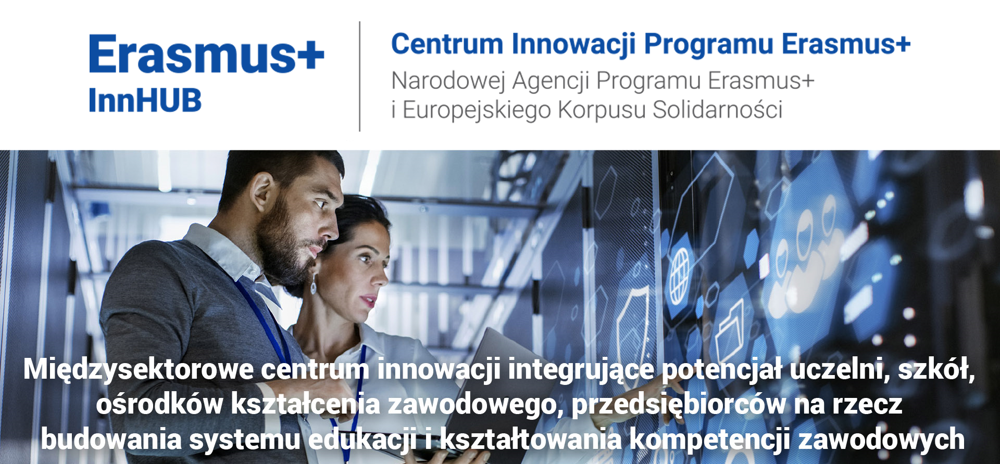 Erasmus+
InnHUB
Centrum Innowacji Programu Erasmus+
Narodowej Agencji Programu Erasmus+
i Europejskiego Korpusu Solidarności
Międzysektorowe centrum innowacji integrujące potencjał uczelni, szkół,
ośrodków kształcenia zawodowego, przedsiębiorców na rzecz
budowania systemu edukacji i kształtowania kompetencji zawodowych